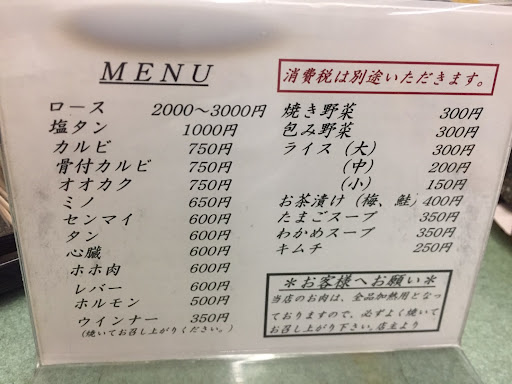 MENU
ロース 2000〜3000円
塩タン 1000円
カルビ 750円
骨付カルビ 750円
オオカク 750円
ミノ 650円
センマイ 600円
タン 600円
心臓 600円
ホホ肉 600円
レバー 600円
ホルモン 500円
ウインナー 350円
(焼いてお召し上がりください。)
消費税は別途いただきます。
焼き野菜 300円
包み野菜 300円
ライス (大) 300円
(中) 200円
(小) 150円
お茶漬け (梅、鮭) 400円
たまごスープ 350円
わかめスープ 350円
キムチ 250円
＊お客様へお願い＊
当店のお肉は、全品加熱用となっ
ておりますので、必ずよく焼いて
お召し上がり下さい。店主より